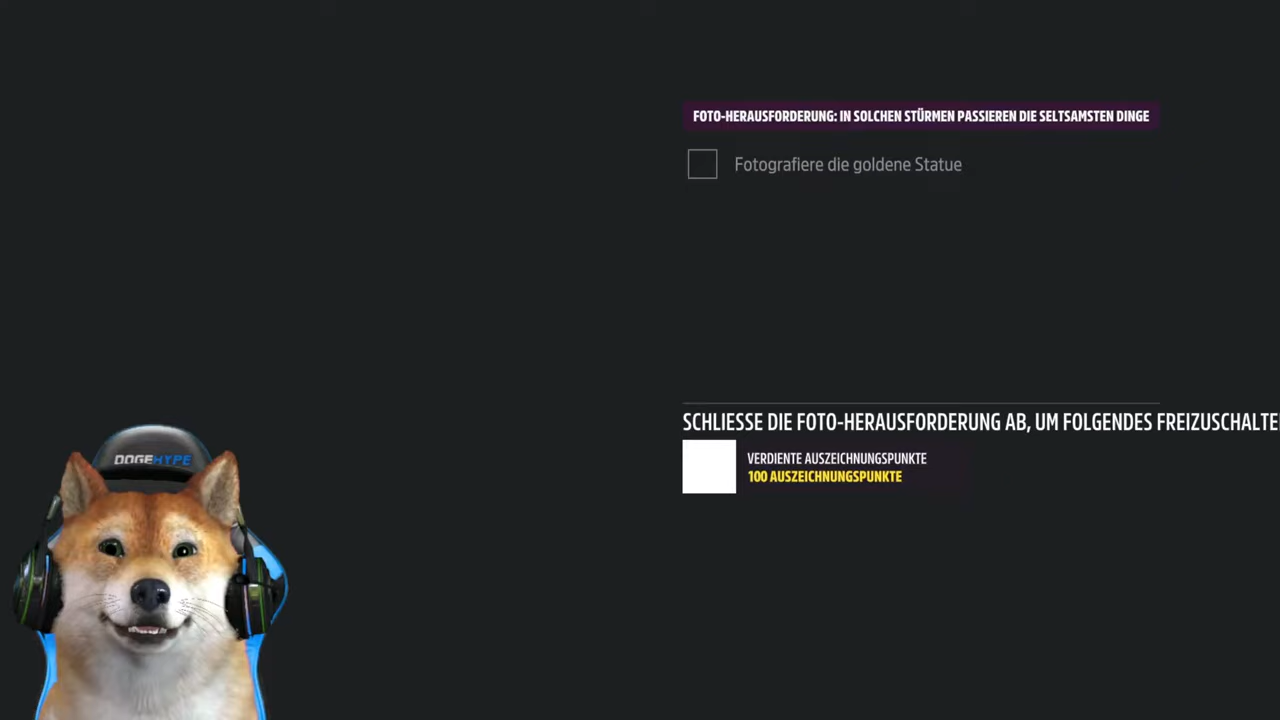 FOTO-HERAUSFORDERUNG: IN SOLCHEN STÜRMEN PASSIEREN DIE SELTSAMSTEN DINGE
Fotografiere die goldene Statue
SCHLIESSE DIE FOTO-HERAUSFORDERUNG AB, UM FOLGENDES FREIZUSCHALTE
VERDIENTE AUSZEICHNUNGSPUNKTE
100 AUSZEICHNUNGSPUNKTE
DOGEHYPE